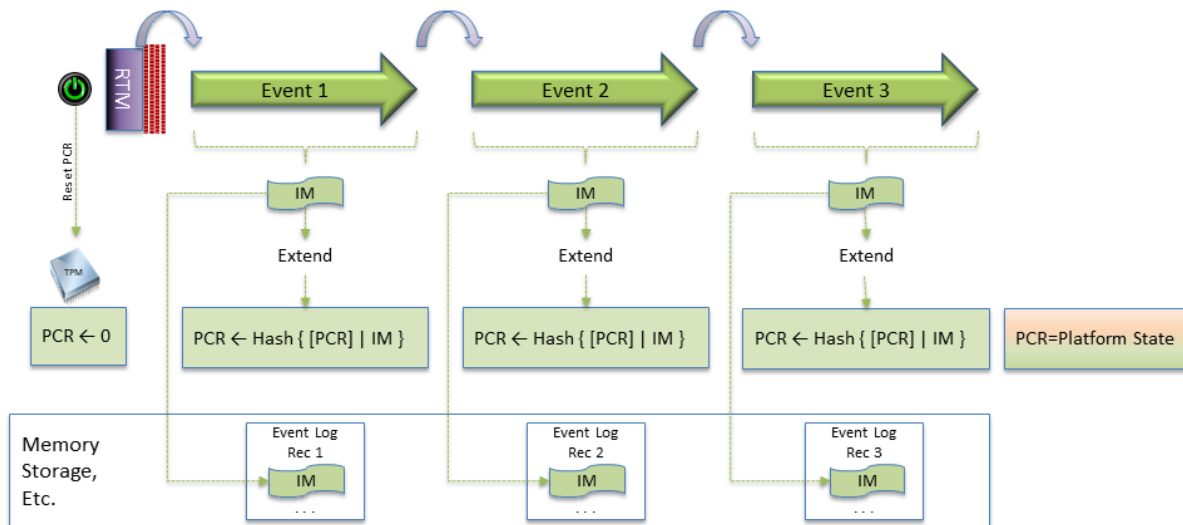 RTM
Event 1
Event 2
Event 3
Reset PCR
IM
IM
IM
Extend
Extend
Extend
TPM
PCR ← 0
PCR ← Hash { [PCR] | IM }
PCR ← Hash { [PCR] | IM }
PCR ← Hash { [PCR] | IM }
PCR=Platform State
Memory
Storage,
Etc.
Event Log
Rec 1
IM
. . .
Event Log
Rec 2
IM
. . .
Event Log
Rec 3
IM
. . .